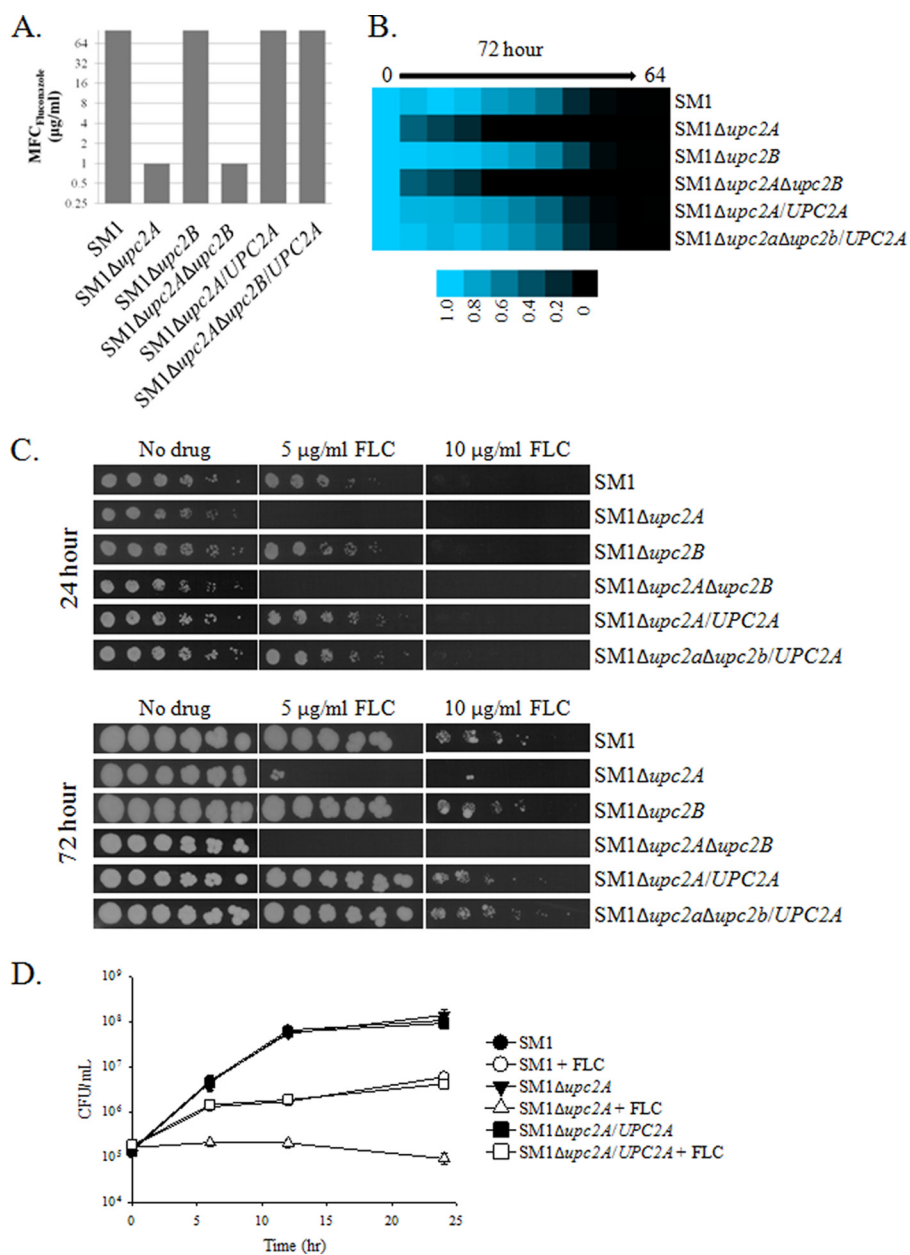 A.
MFCFluconazole
(µg/ml)
64
32
16
8
4
2
1
0.5
0.25
SM1
SM1Δupc2A
SM1Δupc2B
SM1Δupc2AΔupc2B
SM1Δupc2A/UPC2A
SM1Δupc2AΔupc2B/UPC2A
B.
72 hour
0 64
SM1
SM1Δupc2A
SM1Δupc2B
SM1Δupc2AΔupc2B
SM1Δupc2A/UPC2A
SM1Δupc2aΔupc2b/UPC2A
1.0 0.8 0.6 0.4 0.2 0
C.
No drug 5 µg/ml FLC 10 µg/ml FLC
24 hour
SM1
SM1Δupc2A
SM1Δupc2B
SM1Δupc2AΔupc2B
SM1Δupc2A/UPC2A
SM1Δupc2aΔupc2b/UPC2A
No drug 5 µg/ml FLC 10 µg/ml FLC
72 hour
SM1
SM1Δupc2A
SM1Δupc2B
SM1Δupc2AΔupc2B
SM1Δupc2A/UPC2A
SM1Δupc2aΔupc2b/UPC2A
D.
CFU/mL
10⁹
10⁸
10⁷
10⁶
10⁵
10⁴
0 5 10 15 20 25
Time (hr)
SM1
SM1 + FLC
SM1Δupc2A
SM1Δupc2A + FLC
SM1Δupc2A/UPC2A
SM1Δupc2A/UPC2A + FLC